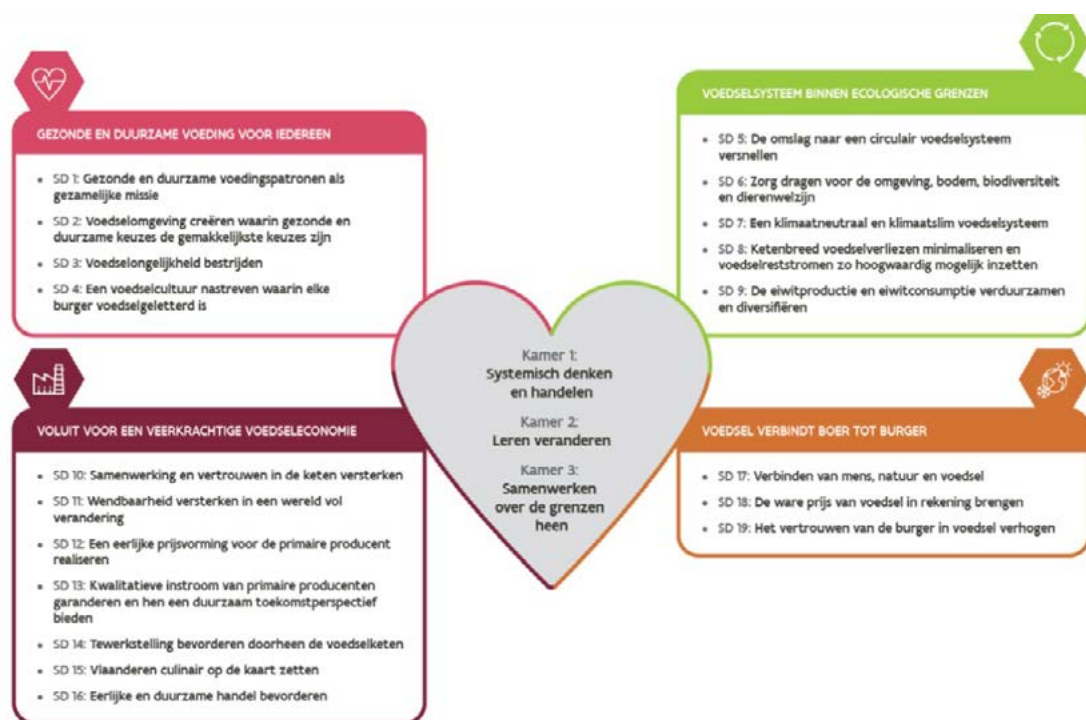 GEZONDE EN DUURZAME VOEDING VOOR IEDEREEN
• SD 1: Gezonde en duurzame voedingspatronen als
gezamelijke missie
• SD 2: Voedselomgeving creëren waarin gezonde en
duurzame keuzes de gemakkelijkste keuzes zijn
• SD 3: Voedselongelijkheid bestrijden
• SD 4: Een voedselcultuur nastreven waarin elke
burger voedselgeletterd is
VOEDSELSYSTEEM BINNEN ECOLOGISCHE GRENZEN
• SD 5: De omslag naar een circulair voedselsysteem
versnellen
• SD 6: Zorg dragen voor de omgeving, bodem, biodiversiteit
en dierenwelzijn
• SD 7: Een klimaatneutraal en klimaatslim voedselsysteem
• SD 8: Ketenbreed voedselverliezen minimaliseren en
voedselreststromen zo hoogwaardig mogelijk inzetten
• SD 9: De eiwitproductie en eiwitconsumptie verduurzamen
en diversifiëren
Kamer 1:
Systemisch denken
en handelen
Kamer 2:
Leren veranderen
Kamer 3:
Samenwerken
over de grenzen
heen
VOLUIT VOOR EEN VEERKRACHTIGE VOEDSELECONOMIE
• SD 10: Samenwerking en vertrouwen in de keten versterken
• SD 11: Wendbaarheid versterken in een wereld vol
verandering
• SD 12: Een eerlijke prijsvorming voor de primaire producent
realiseren
• SD 13: Kwalitatieve instroom van primaire producenten
garanderen en hen een duurzaam toekomstperspectief
bieden
• SD 14: Tewerkstelling bevorderen doorheen de voedselketen
• SD 15: Vlaanderen culinair op de kaart zetten
• SD 16: Eerlijke en duurzame handel bevorderen
VOEDSEL VERBINDT BOER TOT BURGER
• SD 17: Verbinden van mens, natuur en voedsel
• SD 18: De ware prijs van voedsel in rekening brengen
• SD 19: Het vertrouwen van de burger in voedsel verhogen